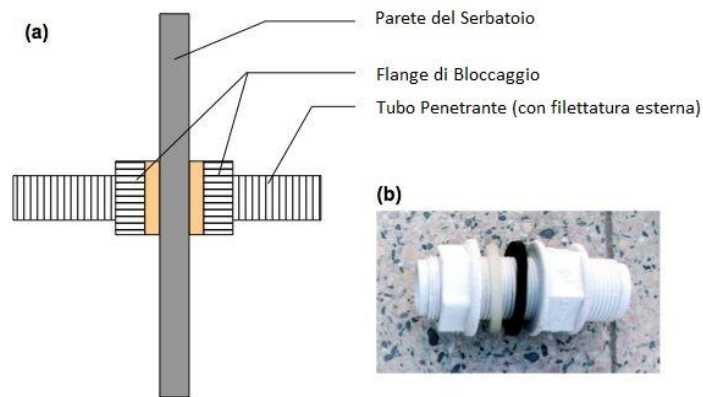 (a)
Parete del Serbatoio
Flange di Bloccaggio
Tubo Penetrante (con filettatura esterna)
(b)